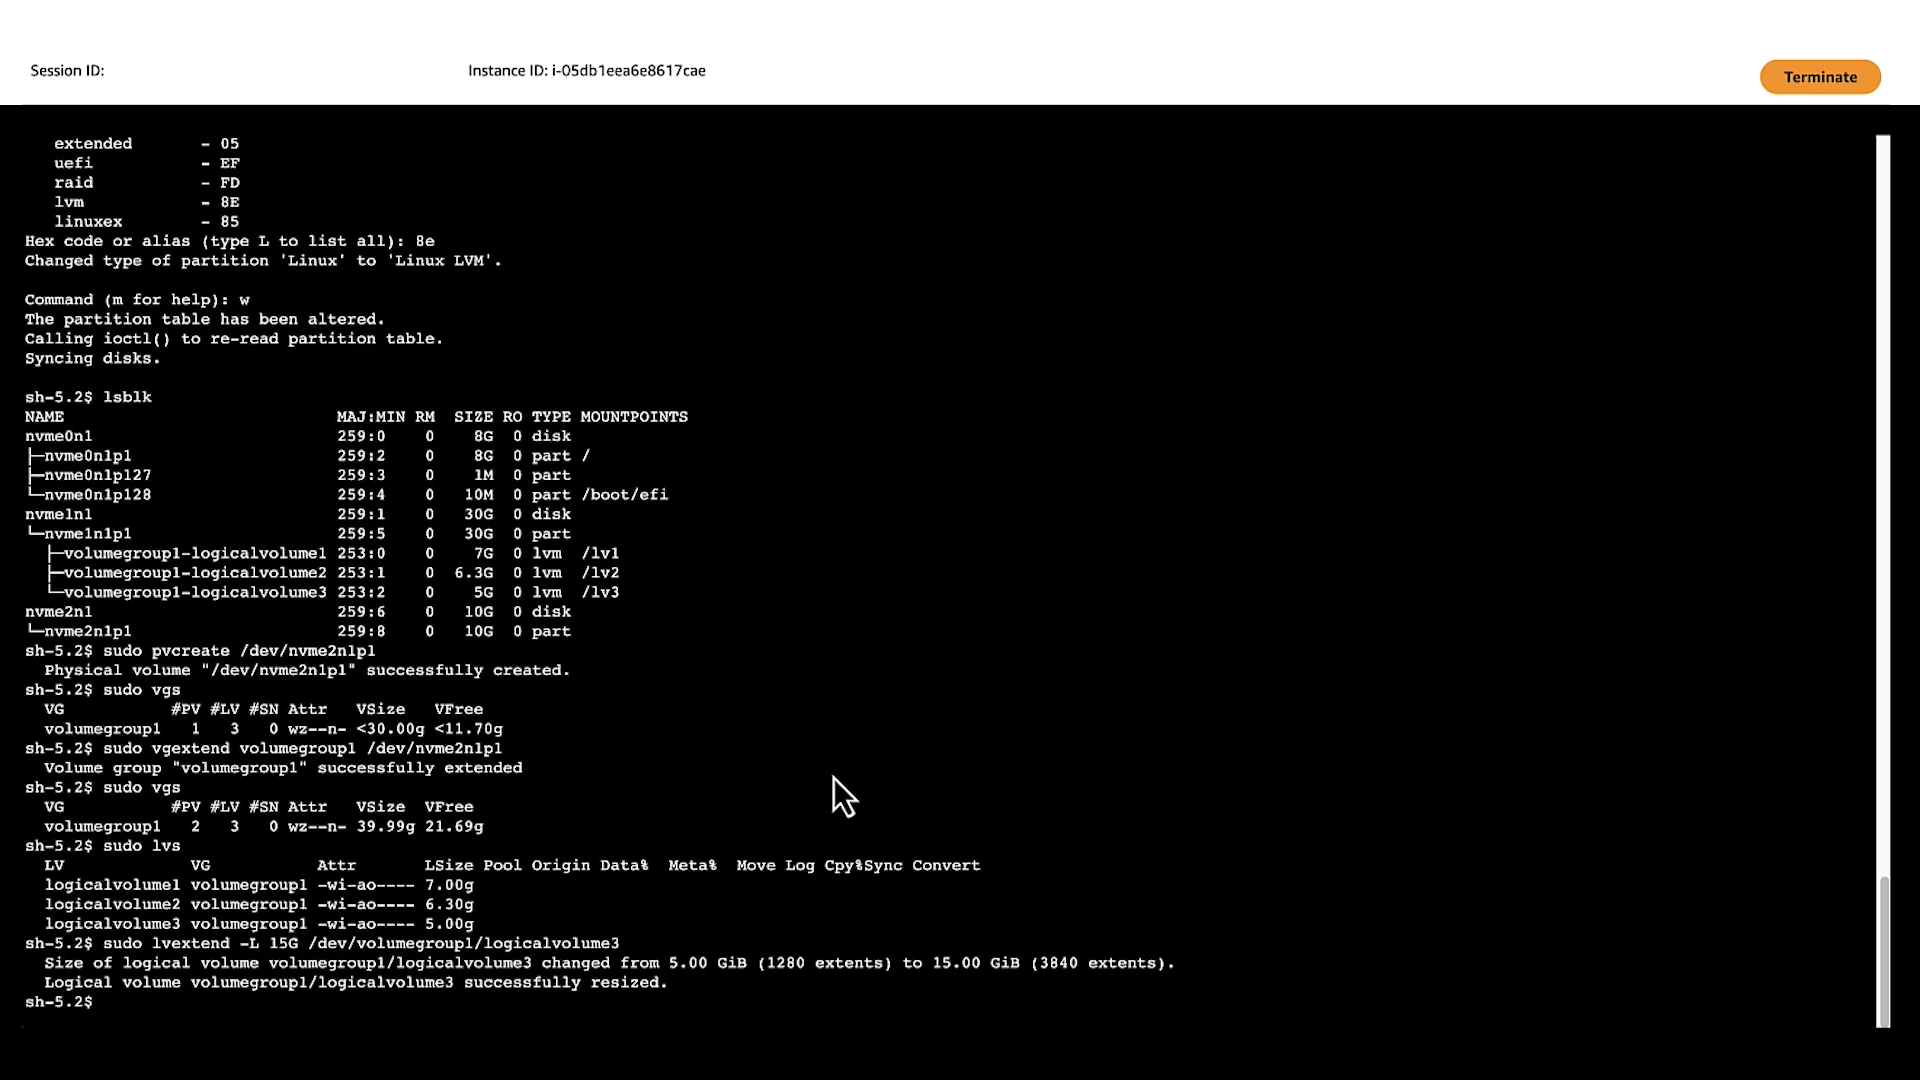 Session ID:
Instance ID: i-05db1eea6e8617cae
Terminate
extended - 05
uefi - EF
raid - FD
lvm - 8E
linuxex - 85
Hex code or alias (type L to list all): 8e
Changed type of partition 'Linux' to 'Linux LVM'.
Command (m for help): w
The partition table has been altered.
Calling ioctl() to re-read partition table.
Syncing disks.
sh-5.2$ lsblk
NAME MAJ:MIN RM SIZE RO TYPE MOUNTPOINTS
nvme0n1 259:0 0 8G 0 disk
├─nvme0n1p1 259:2 0 8G 0 part /
├─nvme0n1p127 259:3 0 1M 0 part
└─nvme0n1p128 259:4 0 10M 0 part /boot/efi
nvme1n1 259:1 0 30G 0 disk
└─nvme1n1p1 259:5 0 30G 0 part
├─volumegroup1-logicalvolume1 253:0 0 7G 0 lvm /lv1
├─volumegroup1-logicalvolume2 253:1 0 6.3G 0 lvm /lv2
└─volumegroup1-logicalvolume3 253:2 0 5G 0 lvm /lv3
nvme2n1 259:6 0 10G 0 disk
└─nvme2n1p1 259:8 0 10G 0 part
sh-5.2$ sudo pvcreate /dev/nvme2n1p1
Physical volume "/dev/nvme2n1p1" successfully created.
sh-5.2$ sudo vgs
VG #PV #LV #SN Attr VSize VFree
volumegroup1 1 3 0 wz--n- <30.00g <11.70g
sh-5.2$ sudo vgextend volumegroup1 /dev/nvme2n1p1
Volume group "volumegroup1" successfully extended
sh-5.2$ sudo vgs
VG #PV #LV #SN Attr VSize VFree
volumegroup1 2 3 0 wz--n- 39.99g 21.69g
sh-5.2$ sudo lvs
LV VG Attr LSize Pool Origin Data% Meta% Move Log Cpy%Sync Convert
logicalvolume1 volumegroup1 -wi-ao---- 7.00g
logicalvolume2 volumegroup1 -wi-ao---- 6.30g
logicalvolume3 volumegroup1 -wi-ao---- 5.00g
sh-5.2$ sudo lvextend -L 15G /dev/volumegroup1/logicalvolume3
Size of logical volume volumegroup1/logicalvolume3 changed from 5.00 GiB (1280 extents) to 15.00 GiB (3840 extents).
Logical volume volumegroup1/logicalvolume3 successfully resized.
sh-5.2$